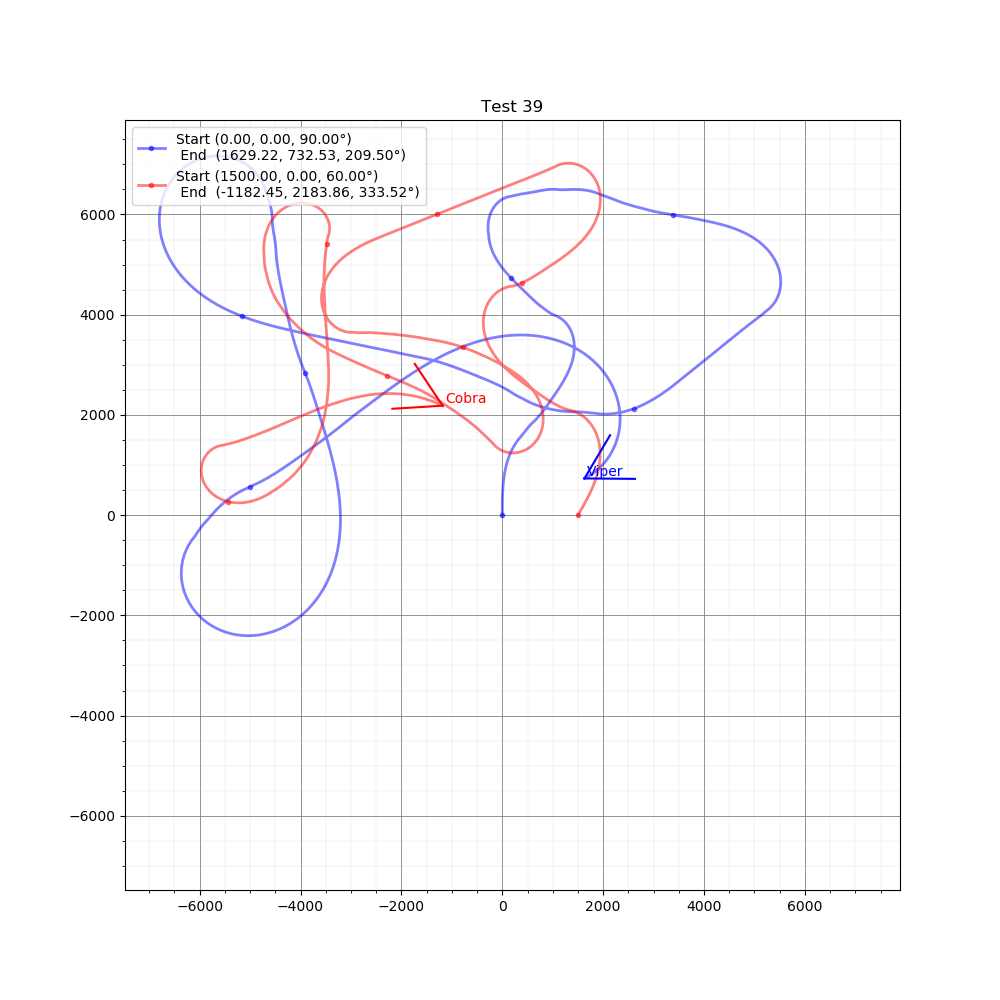 Test 39
Start (0.00, 0.00, 90.00°)
End (1629.22, 732.53, 209.50°)
Start (1500.00, 0.00, 60.00°)
End (-1182.45, 2183.86, 333.52°)
6000
4000
2000
0
−2000
−4000
−6000
Cobra
Viper
−6000 −4000 −2000 0 2000 4000 6000